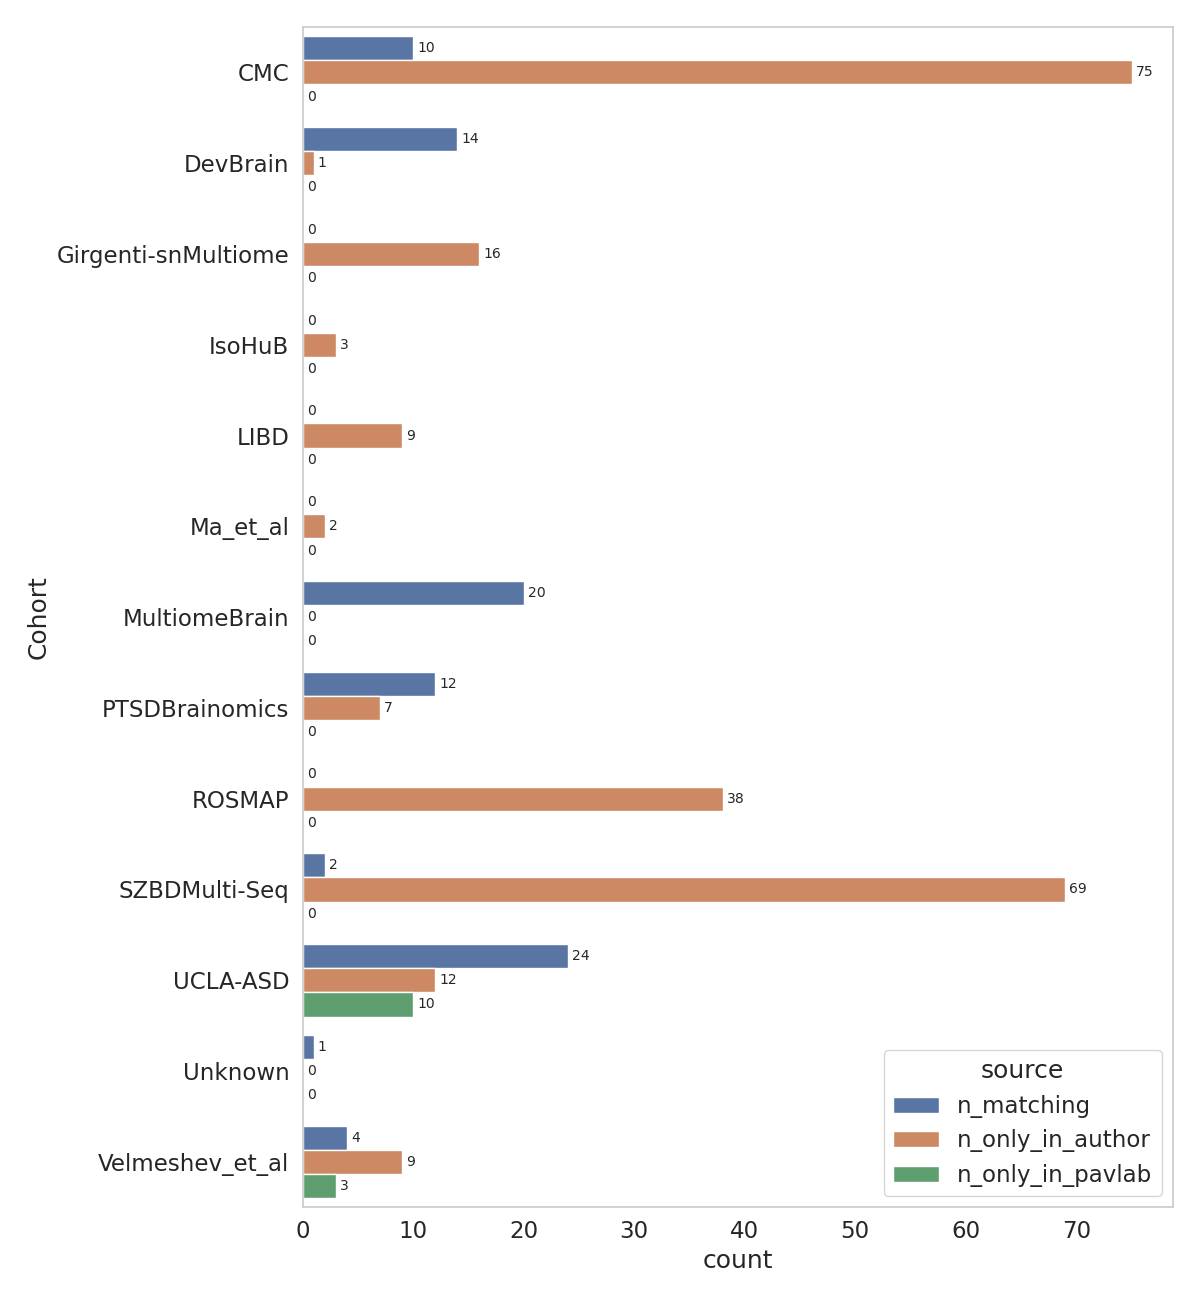 CMC
10
75
0
DevBrain
14
1
0
Girgenti-snMultiome
0
16
0
IsoHuB
0
3
0
LIBD
0
9
0
Ma_et_al
0
2
0
MultiomeBrain
20
0
0
PTSDBrainomics
12
7
0
ROSMAP
0
38
0
SZBDMulti-Seq
2
69
0
UCLA-ASD
24
12
10
Unknown
1
0
0
Velmeshev_et_al
4
9
3
Cohort
source
n_matching
n_only_in_author
n_only_in_pavlab
0 10 20 30 40 50 60 70
count